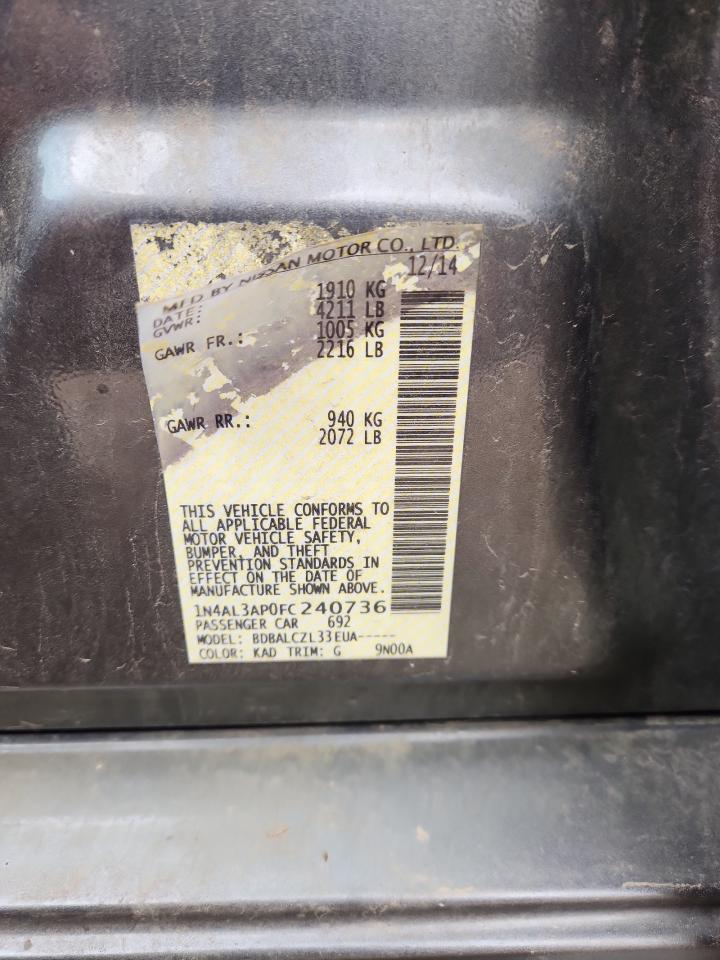 MFD BY NISSAN MOTOR CO., LTD.
DATE: 12/14
GVWR: 1910 KG
4211 LB
GAWR FR.: 1005 KG
2216 LB
GAWR RR.: 940 KG
2072 LB
THIS VEHICLE CONFORMS TO
ALL APPLICABLE FEDERAL
MOTOR VEHICLE SAFETY,
BUMPER, AND THEFT
PREVENTION STANDARDS IN
EFFECT ON THE DATE OF
MANUFACTURE SHOWN ABOVE.
1N4AL3AP0FC240736
PASSENGER CAR 692
MODEL: BDBALCZL33EUA-----
COLOR: KAD TRIM: G 9N00A